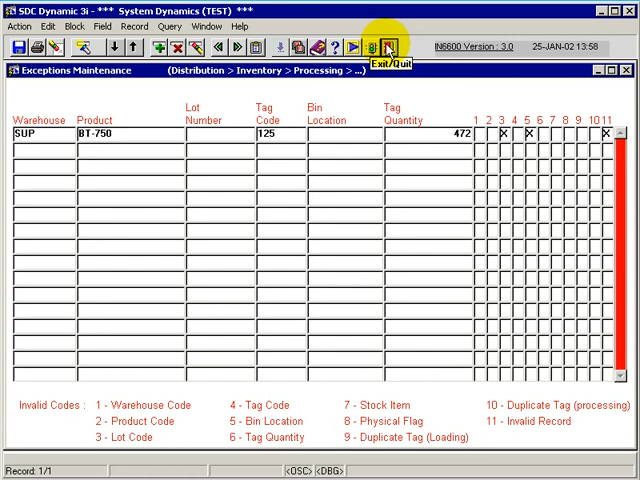 SDC Dynamic 3i - *** System Dynamics (TEST) ***
Action Edit Block Field Record Query Window Help
IN6600 Version : 3.0 25-JAN-02 13:58
Exit/Quit
Exceptions Maintenance (Distribution > Inventory > Processing > ...)
Warehouse Product Lot Number Tag Code Bin Location Tag Quantity 1 2 3 4 5 6 7 8 9 10 11
SUP BT-750 125 472 X X X
Invalid Codes : 1 - Warehouse Code 4 - Tag Code 7 - Stock Item 10 - Duplicate Tag (processing)
2 - Product Code 5 - Bin Location 8 - Physical Flag 11 - Invalid Record
3 - Lot Code 6 - Tag Quantity 9 - Duplicate Tag (Loading)
Record: 1/1 <OSC> <DBG>